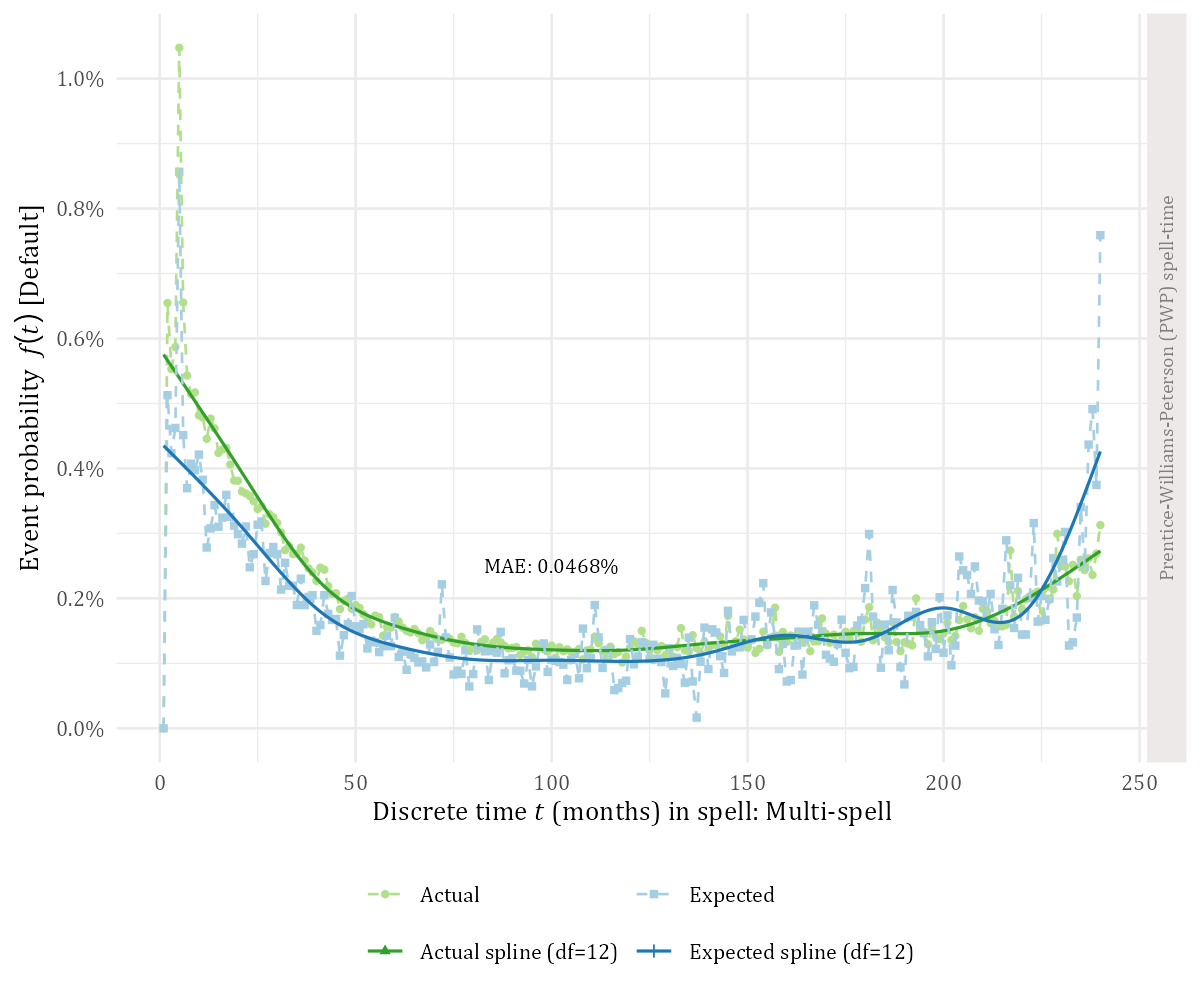 1.0%
0.8%
0.6%
0.4%
0.2%
0.0%
Event probability f(t) [Default]
MAE: 0.0468%
Prentice-Williams-Peterson (PWP) spell-time
0 50 100 150 200 250
Discrete time t (months) in spell: Multi-spell
Actual Expected
Actual spline (df=12) Expected spline (df=12)